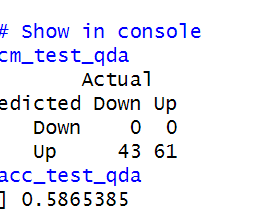 # Show in console
cm_test_qda
Actual
edicted Down Up
Down 0 0
Up 43 61
acc_test_qda
] 0.5865385